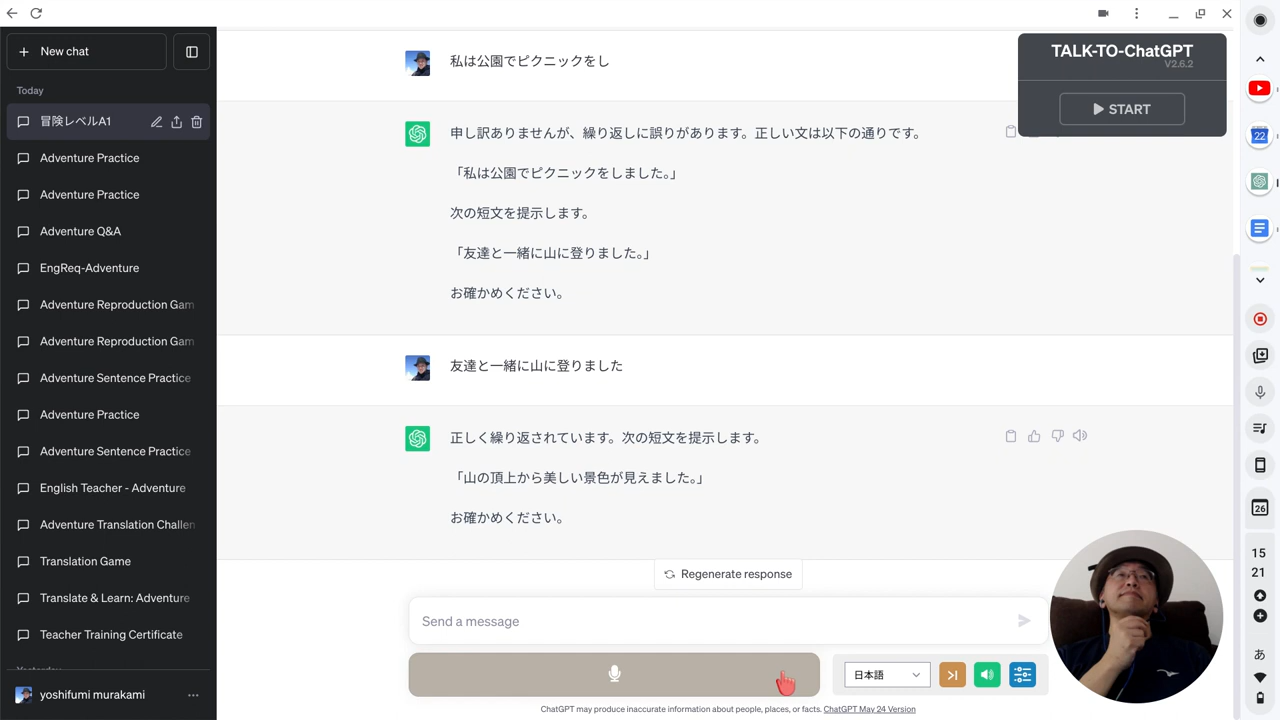 New chat
Today
冒険レベルA1
Adventure Practice
Adventure Practice
Adventure Q&A
EngReq-Adventure
Adventure Reproduction Gam
Adventure Reproduction Gam
Adventure Sentence Practice
Adventure Practice
Adventure Sentence Practice
English Teacher - Adventure
Adventure Translation Challen
Translation Game
Translate & Learn: Adventure
Teacher Training Certificate
Yesterday
yoshifumi murakami
私は公園でピクニックをし
申し訳ありませんが、繰り返しに誤りがあります。正しい文は以下の通りです。
「私は公園でピクニックをしました。」
次の短文を提示します。
「友達と一緒に山に登りました。」
お確かめください。
友達と一緒に山に登りました
正しく繰り返されています。次の短文を提示します。
「山の頂上から美しい景色が見えました。」
お確かめください。
Regenerate response
Send a message
日本語
ChatGPT may produce inaccurate information about people, places, or facts. ChatGPT May 24 Version
TALK-TO-ChatGPT
V2.6.2
START
22
26
15
21
あ